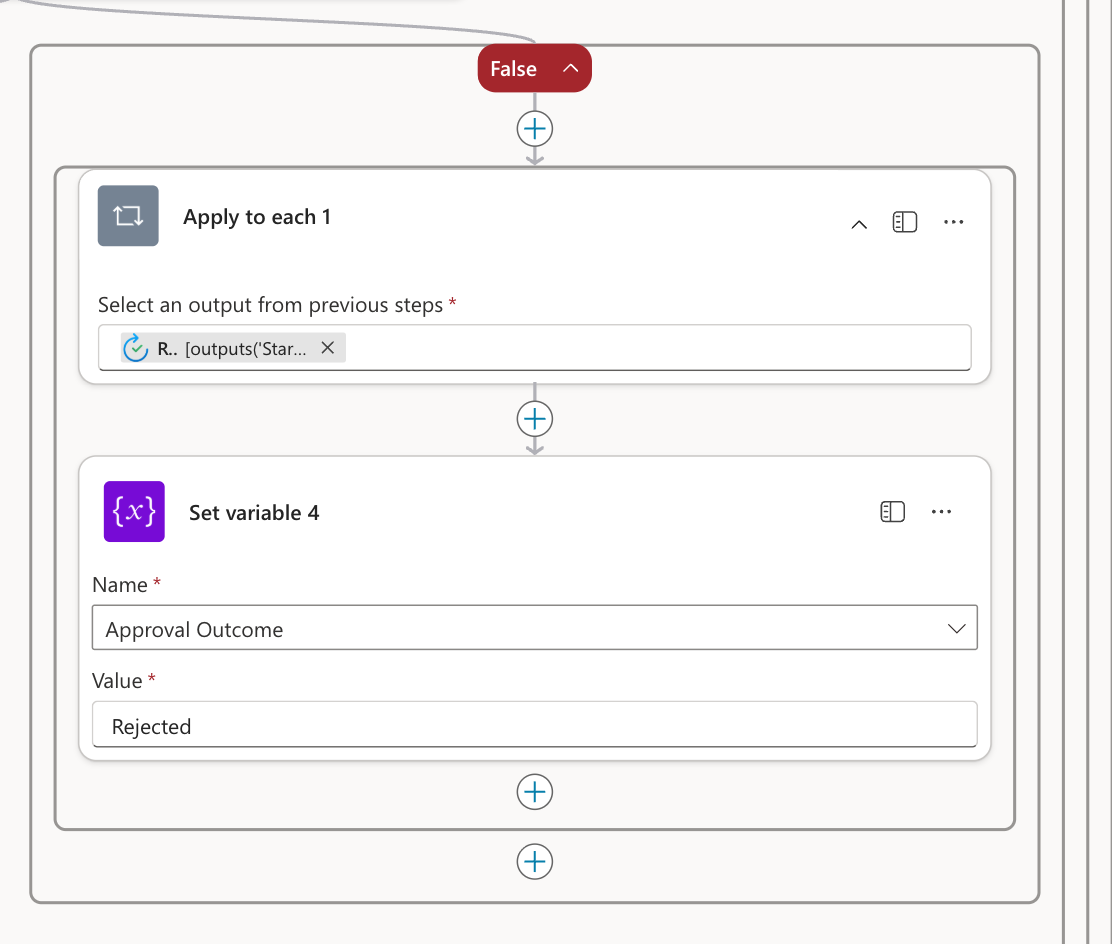 False
Apply to each 1
Select an output from previous steps *
R.. [outputs('Star...
{x}
Set variable 4
Name *
Approval Outcome
Value *
Rejected